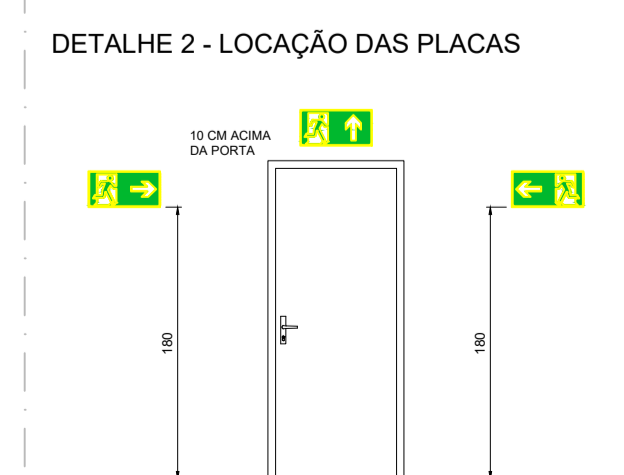 DETALHE 2 - LOCAÇÃO DAS PLACAS
10 CM ACIMA
DA PORTA
180
180